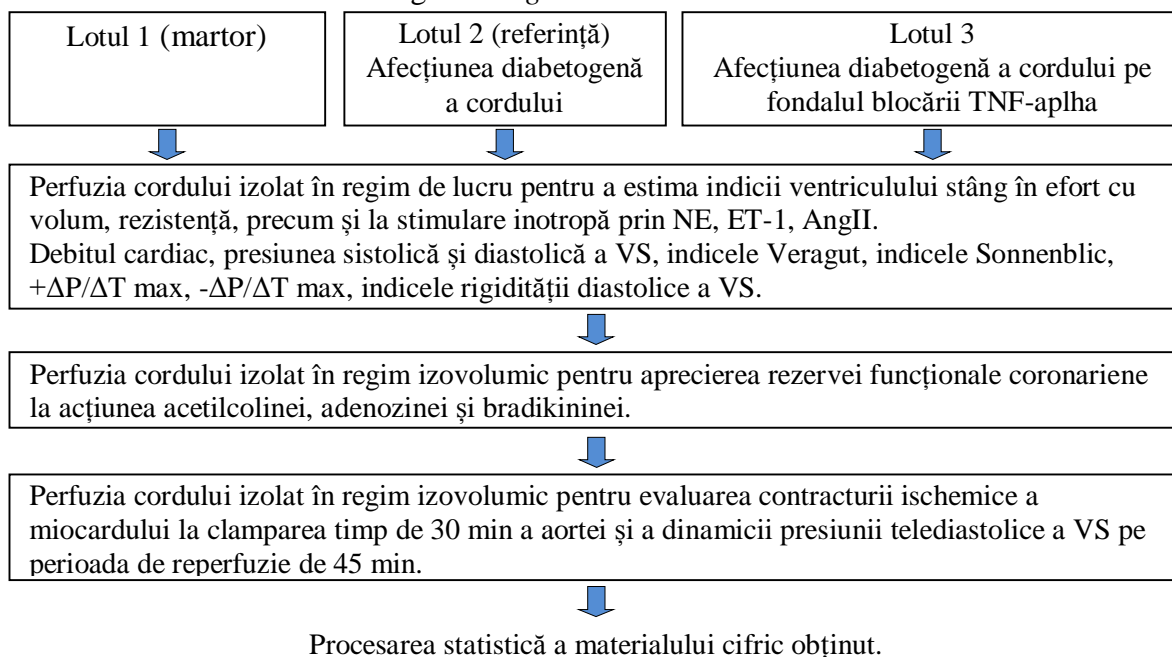 Lotul 1 (martor)
Lotul 2 (referință)
Afecțiunea diabetogenă
a cordului
Lotul 3
Afecțiunea diabetogenă a cordului pe
fondalul blocării TNF-aplha
Perfuzia cordului izolat în regim de lucru pentru a estima indicii ventriculului stâng în efort cu
volum, rezistență, precum și la stimulare inotropă prin NE, ET-1, AngII.
Debitul cardiac, presiunea sistolică și diastolică a VS, indicele Veragut, indicele Sonnenblic,
+ΔP/ΔT max, -ΔP/ΔT max, indicele rigidității diastolice a VS.
Perfuzia cordului izolat în regim izovolumic pentru aprecierea rezervei funcționale coronariene
la acțiunea acetilcolinei, adenozinei și bradikininei.
Perfuzia cordului izolat în regim izovolumic pentru evaluarea contracturii ischemice a
miocardului la clamparea timp de 30 min a aortei și a dinamicii presiunii telediastolice a VS pe
perioada de reperfuzie de 45 min.
Procesarea statistică a materialului cifric obținut.